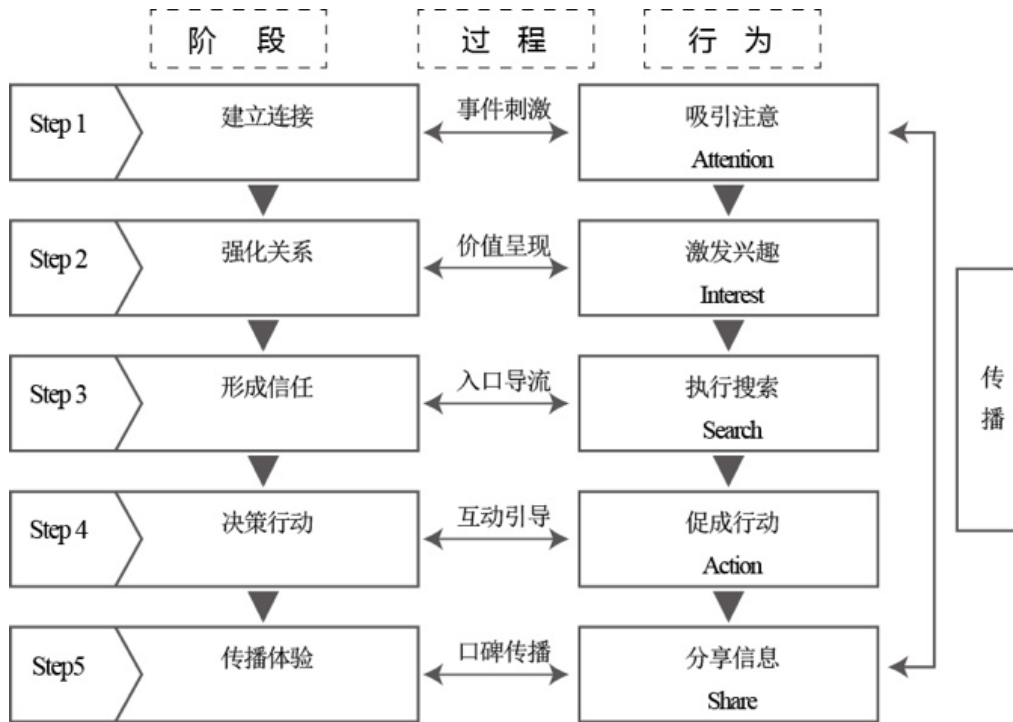 阶 段
过 程
行 为
Step 1
建立连接
事件刺激
吸引注意
Attention
Step 2
强化关系
价值呈现
激发兴趣
Interest
Step 3
形成信任
入口导流
执行搜索
Search
Step 4
决策行动
互动引导
促成行动
Action
Step5
传播体验
口碑传播
分享信息
Share
传
播